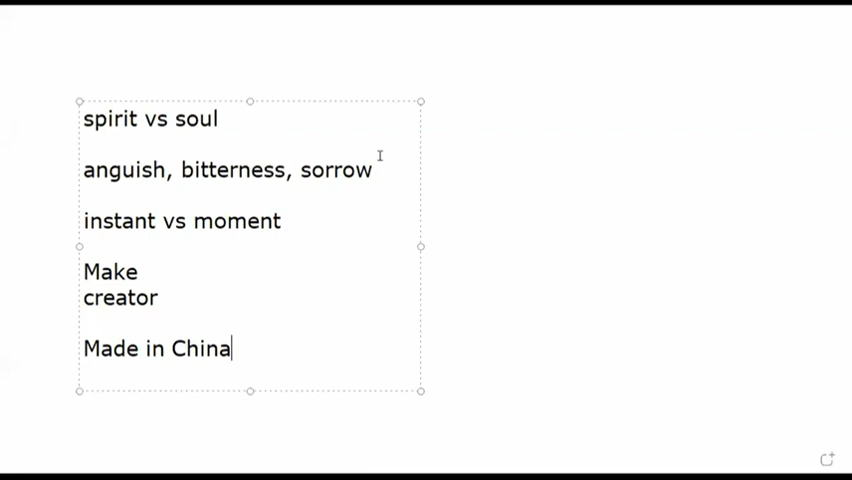 spirit vs soul
anguish, bitterness, sorrow
instant vs moment
Make
creator
Made in China